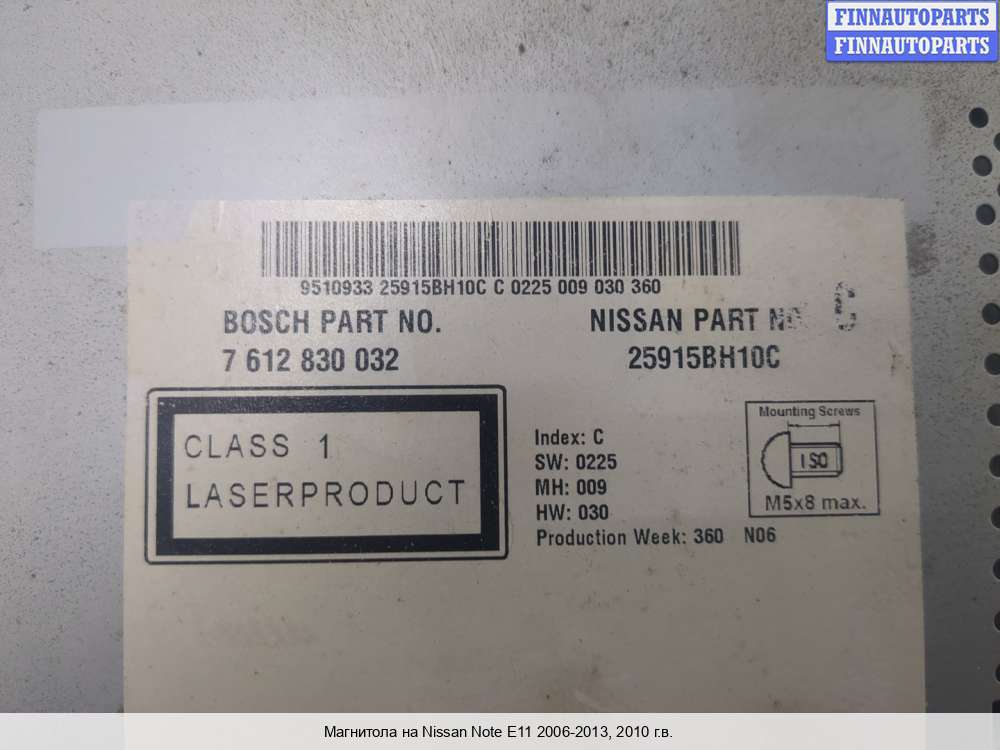 FINNAUTOPARTS
FINNAUTOPARTS
9510933 25915BH10C C 0225 009 030 360
BOSCH PART NO.
7 612 830 032
NISSAN PART NO.
25915BH10C
CLASS 1
LASERPRODUCT
Index: C
SW: 0225
MH: 009
HW: 030
Production Week: 360 N06
Mounting Screws
ISO
M5x8 max.
Магнитола на Nissan Note E11 2006-2013, 2010 г.в.